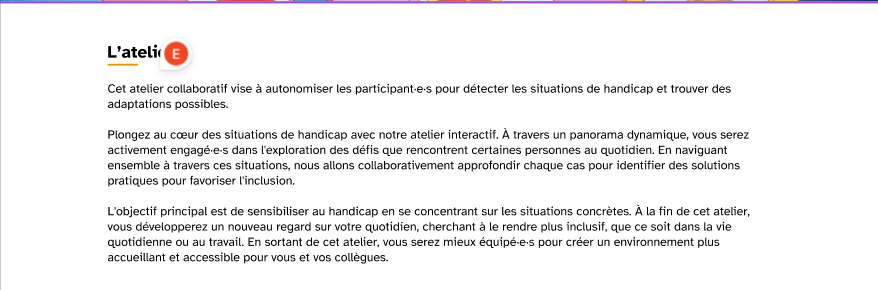 L'atelie
E
Cet atelier collaboratif vise à autonomiser les participant·e·s pour détecter les situations de handicap et trouver des
adaptations possibles.
Plongez au cœur des situations de handicap avec notre atelier interactif. À travers un panorama dynamique, vous serez
activement engagé·e·s dans l'exploration des défis que rencontrent certaines personnes au quotidien. En naviguant
ensemble à travers ces situations, nous allons collaborativement approfondir chaque cas pour identifier des solutions
pratiques pour favoriser l'inclusion.
L'objectif principal est de sensibiliser au handicap en se concentrant sur les situations concrètes. À la fin de cet atelier,
vous développerez un nouveau regard sur votre quotidien, cherchant à le rendre plus inclusif, que ce soit dans la vie
quotidienne ou au travail. En sortant de cet atelier, vous serez mieux équipé·e·s pour créer un environnement plus
accueillant et accessible pour vous et vos collègues.